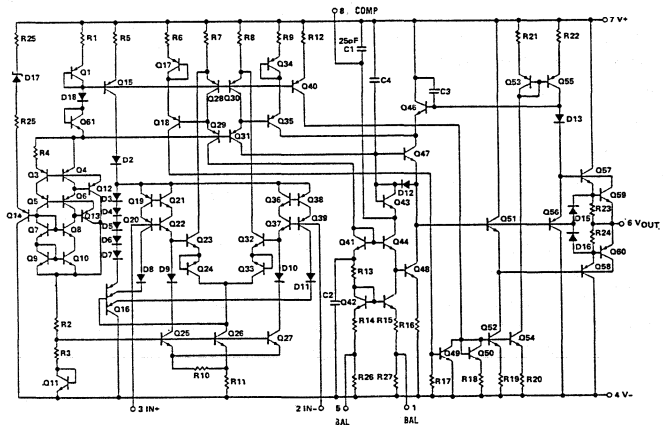 8. COMP
7 V+
R25
R1
R5
R6
R7
R8
R9
R12
25pF
C1
R21
R22
Q17
Q34
Q1
D17
Q15
Q28
Q30
Q40
C4
C3
Q53
Q55
D18
Q46
D13
Q61
Q18
Q29
Q31
Q35
R25
R4
Q47
D2
Q3
Q4
D12
Q57
Q12
Q19
Q21
Q36
Q38
Q43
Q59
Q5
Q6
D3
R23
Q14
D13
D4
Q20
Q22
Q37
Q39
Q51
Q56
D15
6 VOUT
Q7
Q8
D5
Q23
Q32
Q41
Q44
R24
D6
D16
Q60
Q9
Q10
D7
D8
D9
Q24
Q33
D10
D11
R13
Q48
Q58
Q16
C2
Q42
R14
R15
R16
R2
Q25
Q26
Q27
Q52
Q54
R3
Q49
Q50
Q11
R10
R11
R26
R27
R17
R18
R19
R20
4 V-
3 IN+
2 IN-
5
BAL
1
BAL